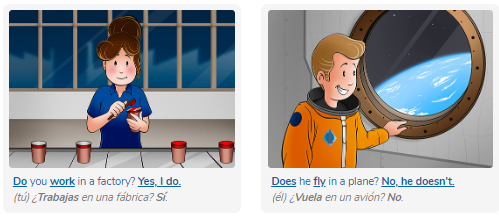 Do you work in a factory? Yes, I do.
(tú) ¿Trabajas en una fábrica? Sí.
Does he fly in a plane? No, he doesn't.
(él) ¿Vuela en un avión? No.